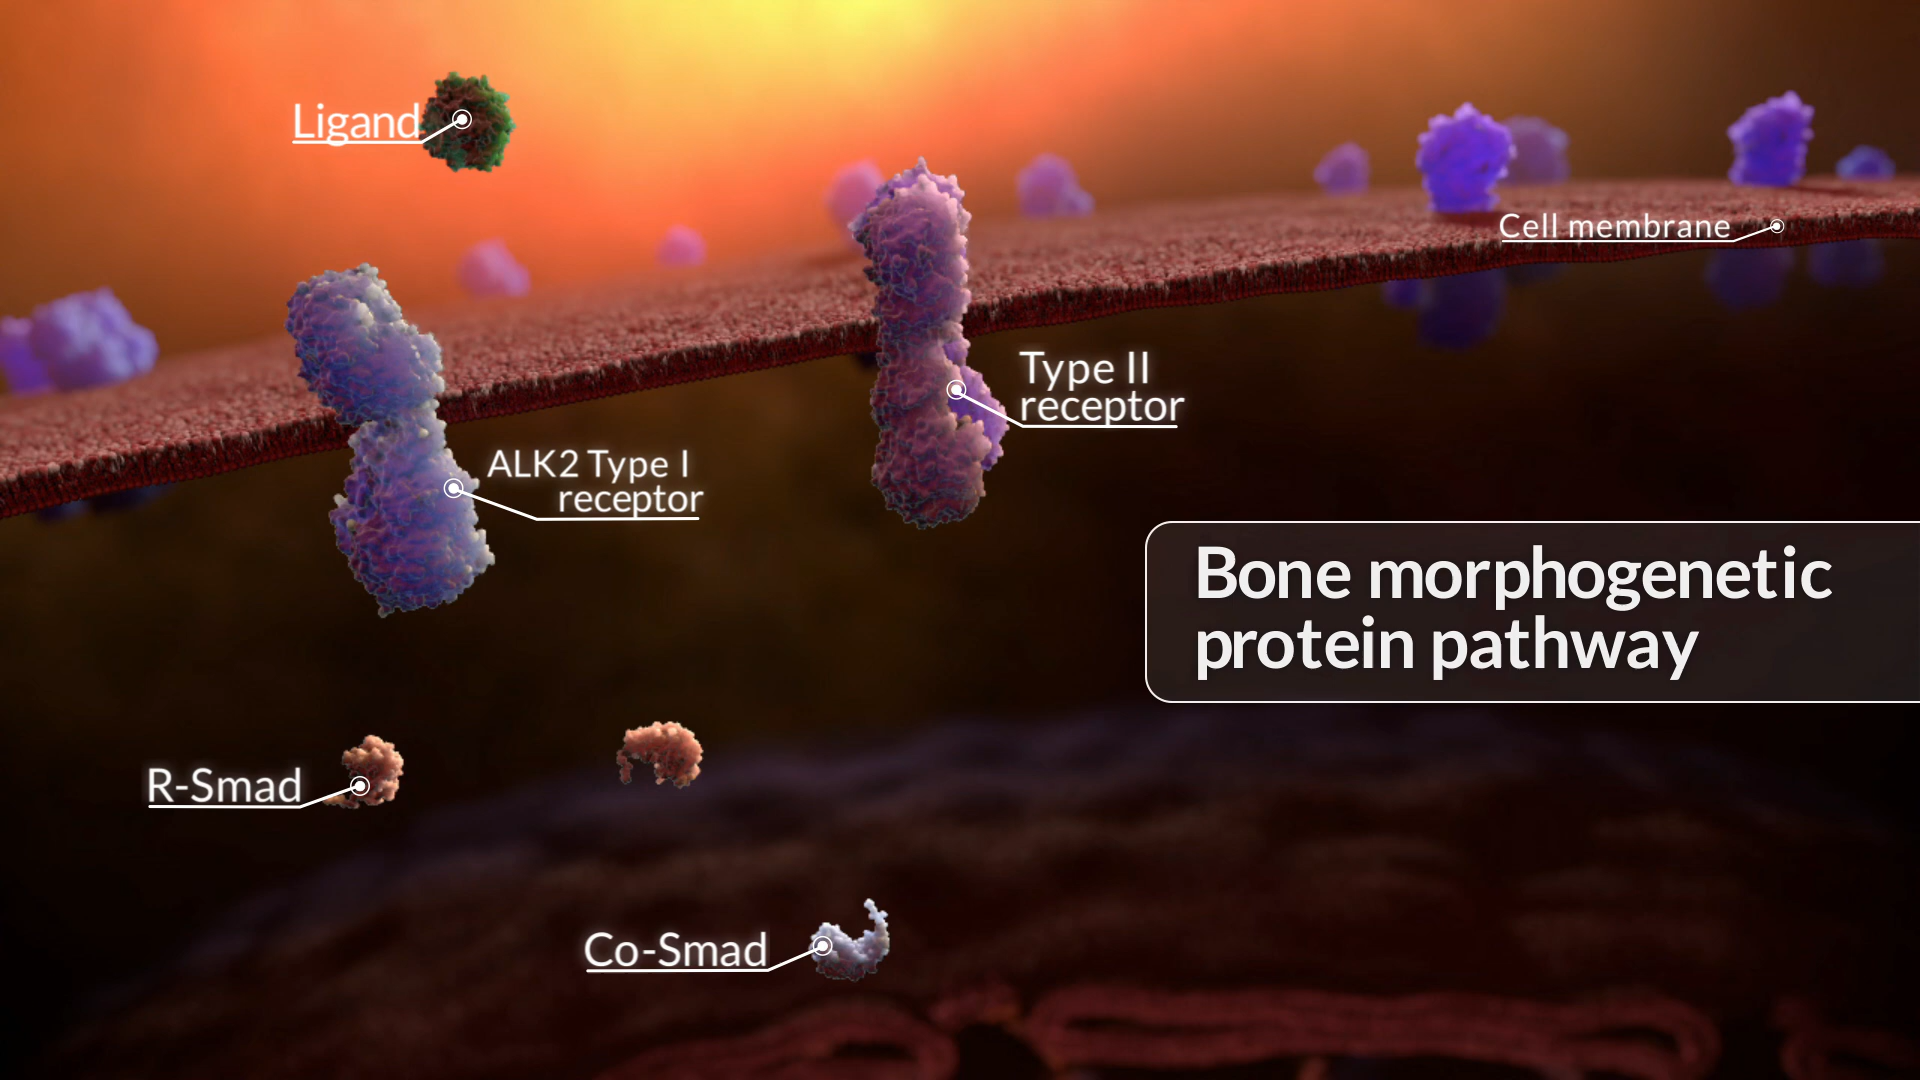 Ligand
Cell membrane
Type II
receptor
ALK2 Type I
receptor
Bone morphogenetic
protein pathway
R-Smad
Co-Smad